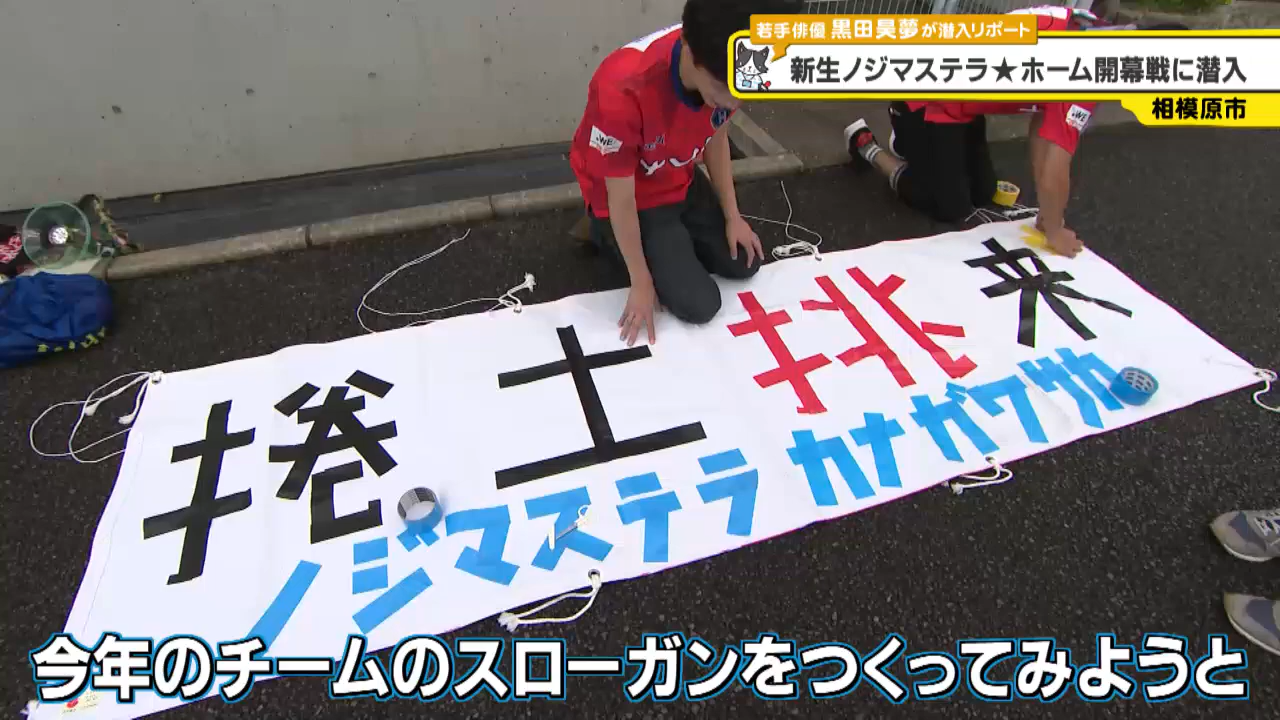 若手俳優 黒田昊夢が潜入リポート
新生ノジマステラ★ホーム開幕戦に潜入
相模原市
捲土挑来
ノジマステラ カナガワサガ
今年のチームのスローガンをつくってみようと